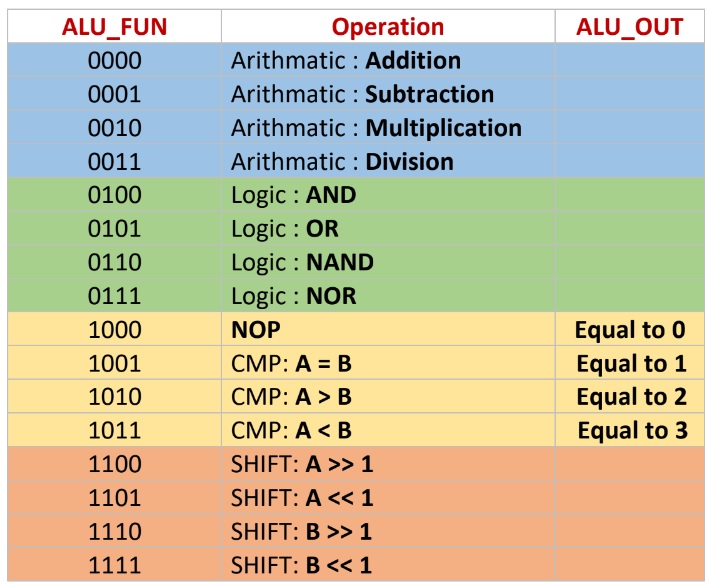 ALU_FUN Operation ALU_OUT
0000 Arithmatic : Addition
0001 Arithmatic : Subtraction
0010 Arithmatic : Multiplication
0011 Arithmatic : Division
0100 Logic : AND
0101 Logic : OR
0110 Logic : NAND
0111 Logic : NOR
1000 NOP Equal to 0
1001 CMP: A = B Equal to 1
1010 CMP: A > B Equal to 2
1011 CMP: A < B Equal to 3
1100 SHIFT: A >> 1
1101 SHIFT: A << 1
1110 SHIFT: B >> 1
1111 SHIFT: B << 1